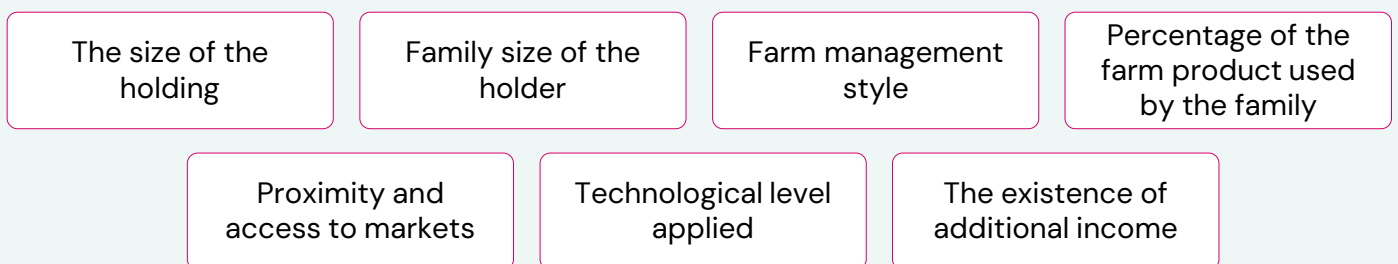 The size of the
holding
Family size of the
holder
Farm management
style
Percentage of the
farm product used
by the family
Proximity and
access to markets
Technological level
applied
The existence of
additional income